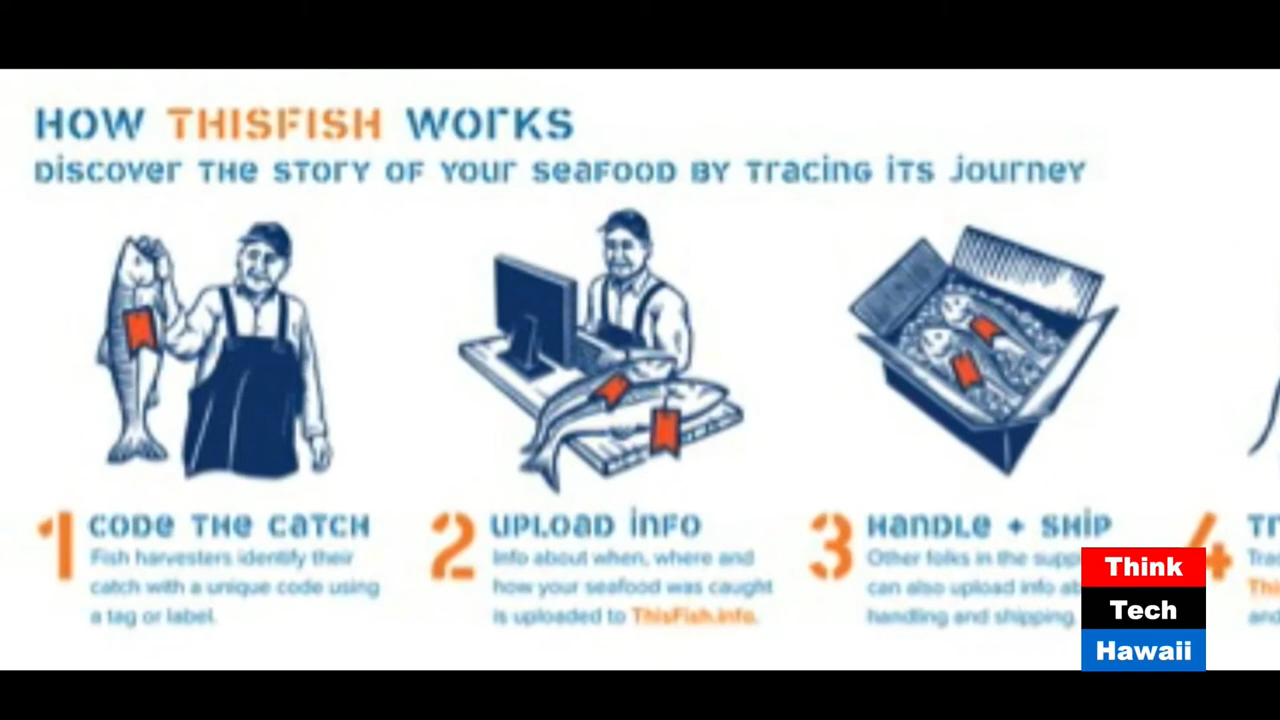 HOW THISFISH WORKS
DISCOVER THE STORY OF YOUR SEAFOOD BY TRACING ITS JOURNEY
1 CODE THE CATCH
Fish harvesters identify their
catch with a unique code using
a tag or label.
2 UPLOAD INFO
Info about when, where and
how your seafood was caught
is uploaded to ThisFish.info.
3 HANDLE + SHIP
Other folks in the
can also upload info
handling and shipping
4
Think
Tech
Hawaii